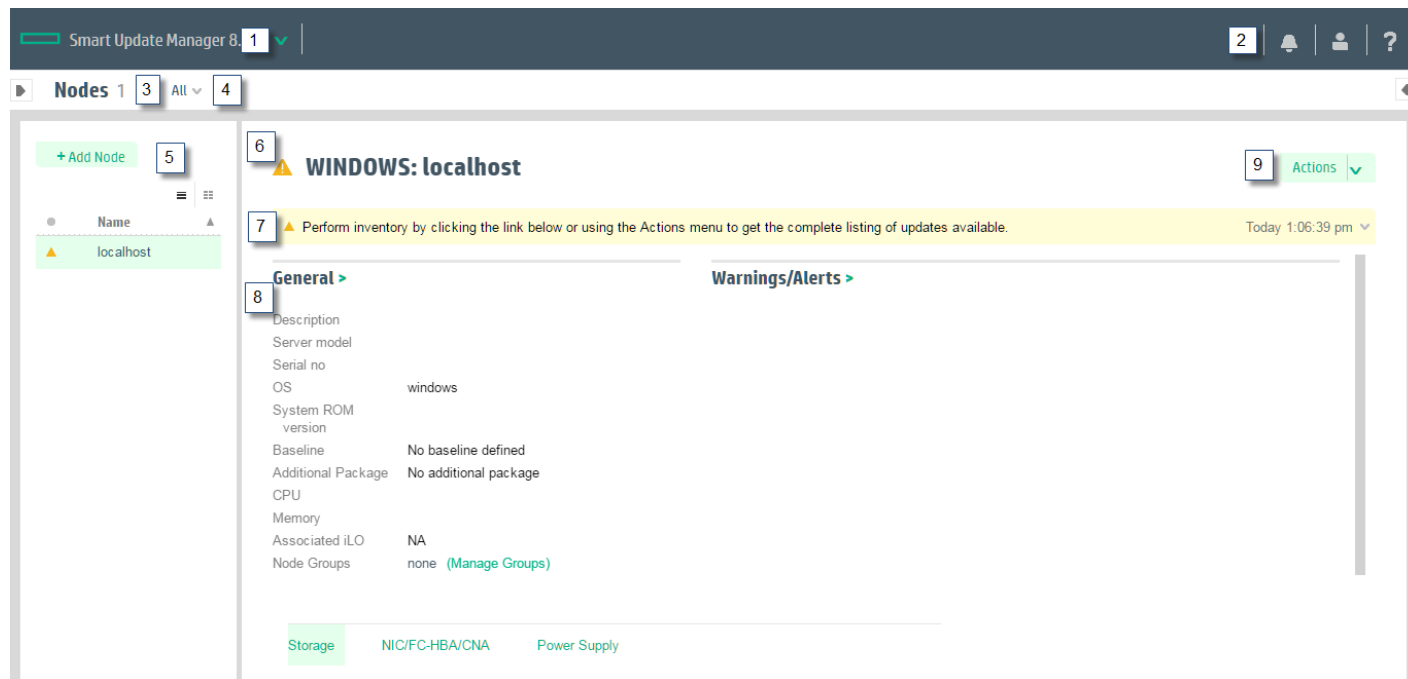 Smart Update Manager 8. 1 2 ?
Nodes 1 3 All 4
+ Add Node 5
Name
localhost
6 WINDOWS: localhost 9 Actions
7 Perform inventory by clicking the link below or using the Actions menu to get the complete listing of updates available. Today 1:06:39 pm
General > Warnings/Alerts >
8
Description
Server model
Serial no
OS windows
System ROM
version
Baseline No baseline defined
Additional Package No additional package
CPU
Memory
Associated iLO NA
Node Groups none (Manage Groups)
Storage NIC/FC-HBA/CNA Power Supply